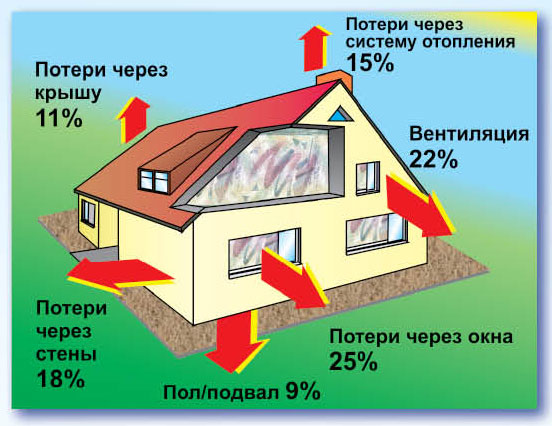 Потери через
систему отопления
15%
Потери через
крышу
11%
Вентиляция
22%
Потери
через
стены
18%
Потери через окна
25%
Пол/подвал 9%